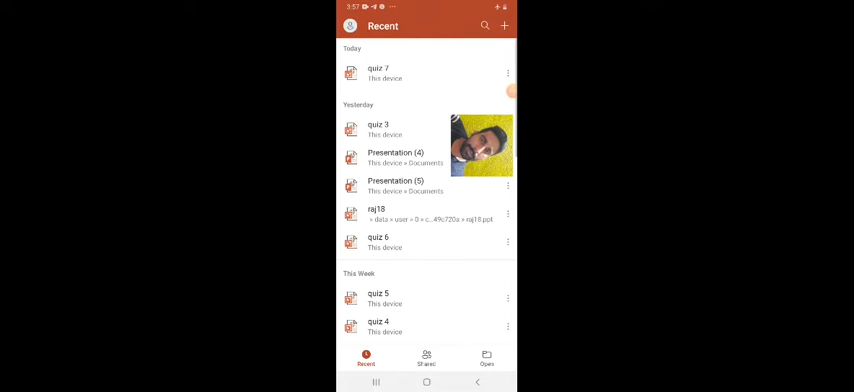 3:57
Recent
Today
quiz 7
This device
Yesterday
quiz 3
This device
Presentation (4)
This device » Documents
Presentation (5)
This device » Documents
raj18
» data » user » 0 » c...49c720a » raj18.ppt
quiz 6
This device
This Week
quiz 5
This device
quiz 4
This device
Recent Shared Open